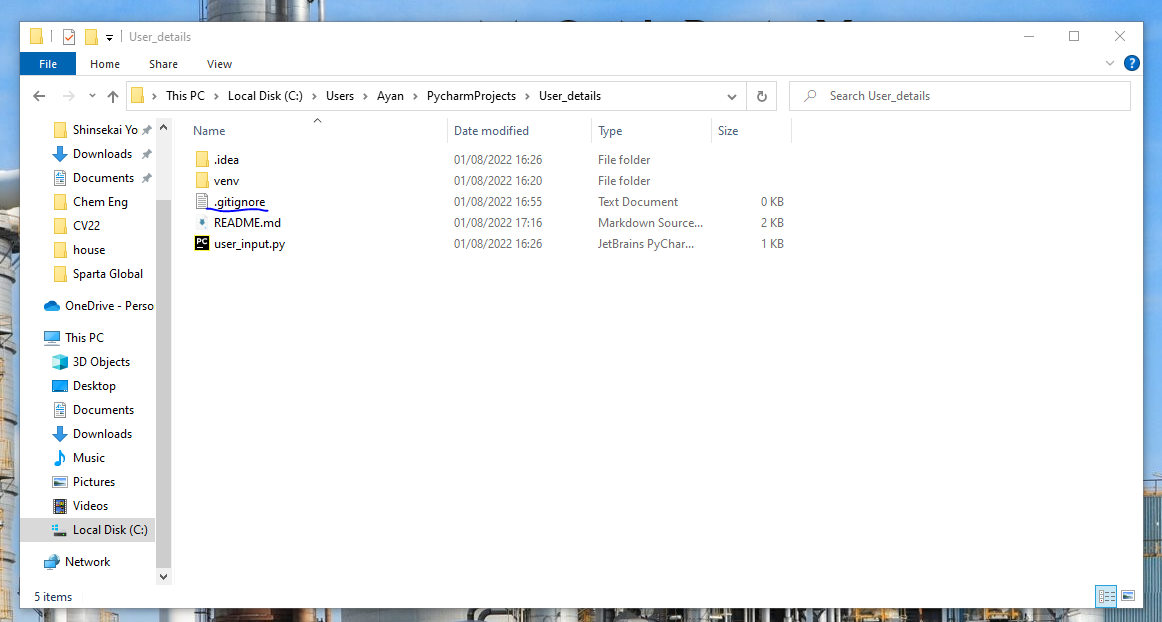 User_details
File Home Share View
This PC Local Disk (C:) Users Ayan PycharmProjects User_details
Search User_details
Shinsekai Yo
Downloads
Documents
Chem Eng
CV22
house
Sparta Global
OneDrive - Perso
This PC
3D Objects
Desktop
Documents
Downloads
Music
Pictures
Videos
Local Disk (C:)
Network
Name Date modified Type Size
.idea 01/08/2022 16:26 File folder
venv 01/08/2022 16:20 File folder
.gitignore 01/08/2022 16:55 Text Document 0 KB
README.md 01/08/2022 17:16 Markdown Source... 2 KB
PC user_input.py 01/08/2022 16:26 JetBrains PyChar... 1 KB
5 items